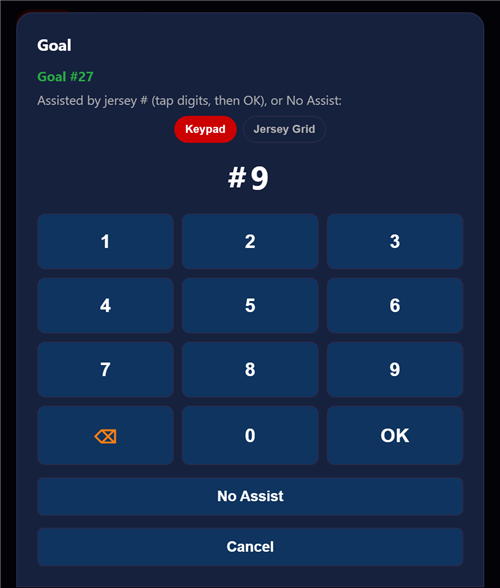 Goal
Goal #27
Assisted by jersey # (tap digits, then OK), or No Assist:
Keypad Jersey Grid
#9
1 2 3
4 5 6
7 8 9
⌫ 0 OK
No Assist
Cancel